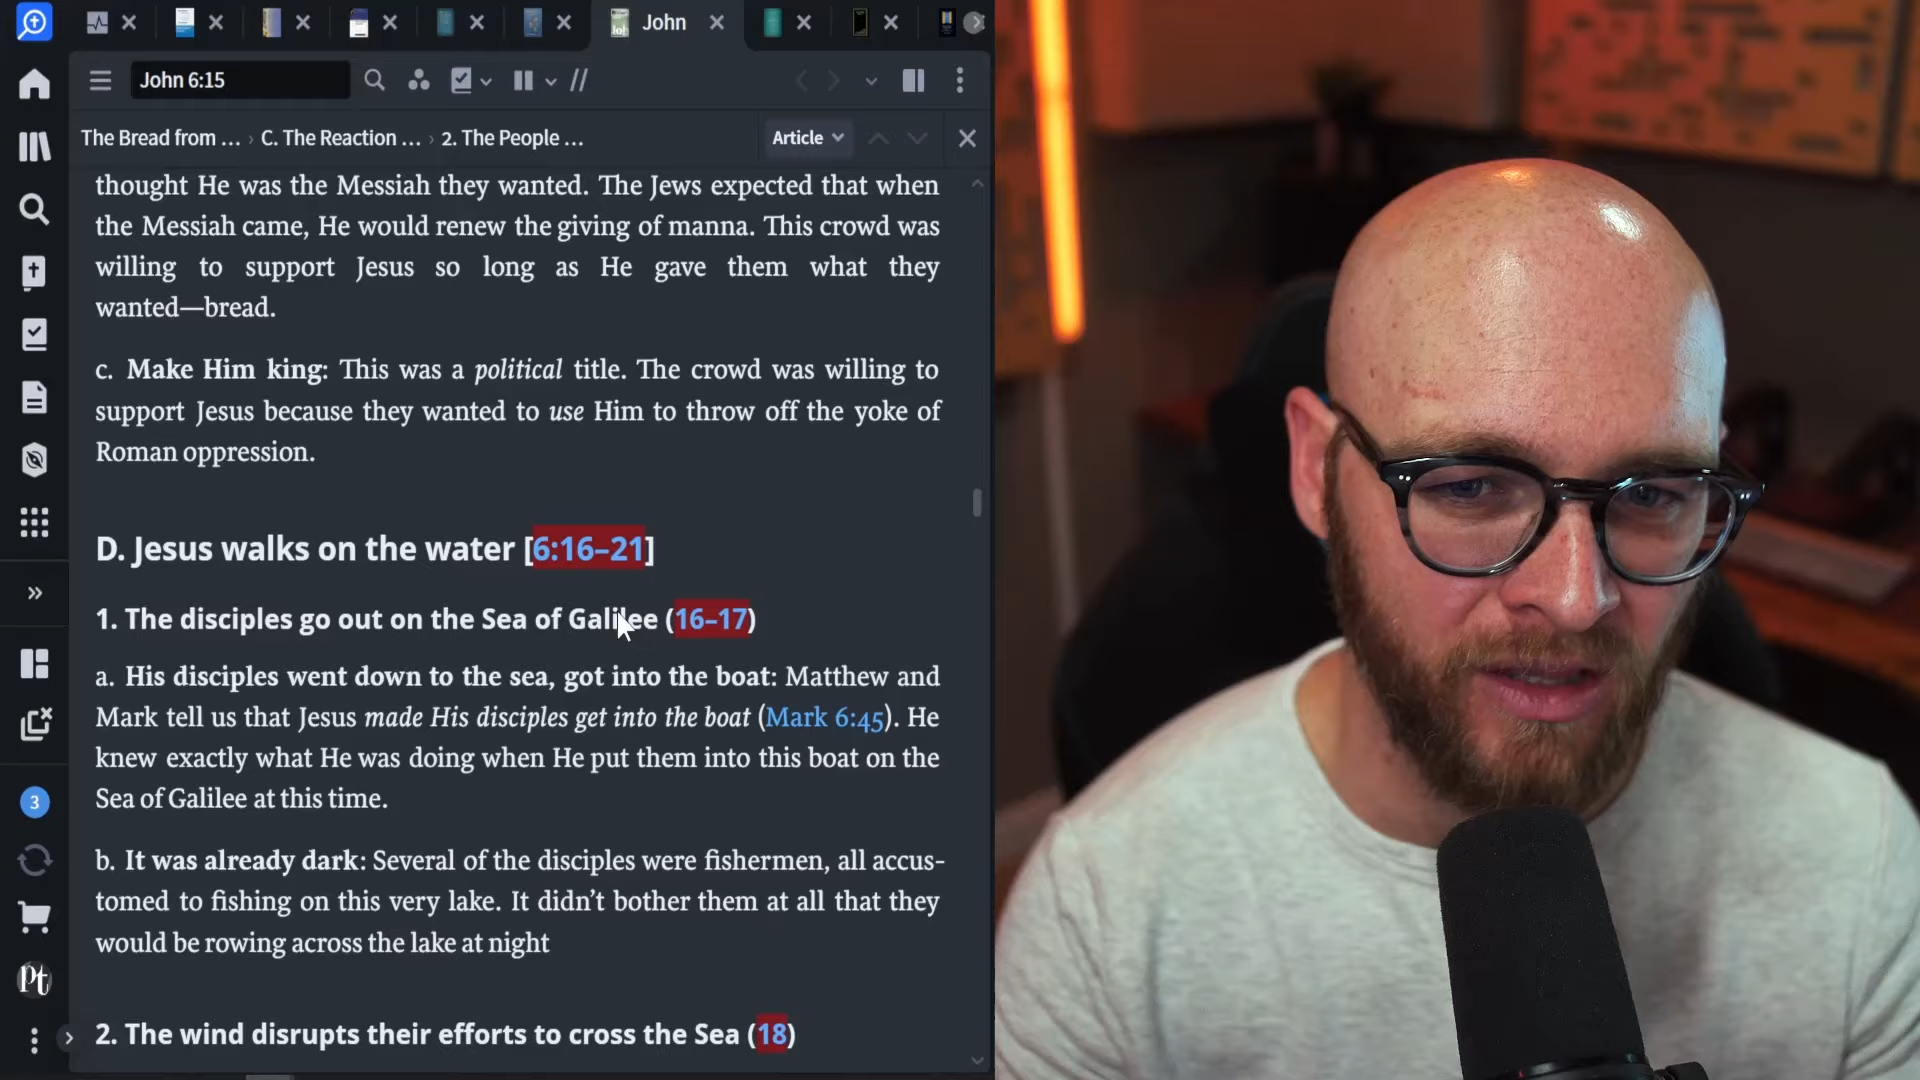 John
John 6:15
The Bread from ... › C. The Reaction ... › 2. The People ...
Article
thought He was the Messiah they wanted. The Jews expected that when
the Messiah came, He would renew the giving of manna. This crowd was
willing to support Jesus so long as He gave them what they
wanted—bread.
c. Make Him king: This was a political title. The crowd was willing to
support Jesus because they wanted to use Him to throw off the yoke of
Roman oppression.
D. Jesus walks on the water [6:16–21]
1. The disciples go out on the Sea of Galilee (16–17)
a. His disciples went down to the sea, got into the boat: Matthew and
Mark tell us that Jesus made His disciples get into the boat (Mark 6:45). He
knew exactly what He was doing when He put them into this boat on the
Sea of Galilee at this time.
b. It was already dark: Several of the disciples were fishermen, all accus-
tomed to fishing on this very lake. It didn’t bother them at all that they
would be rowing across the lake at night
2. The wind disrupts their efforts to cross the Sea (18)
3
Pt